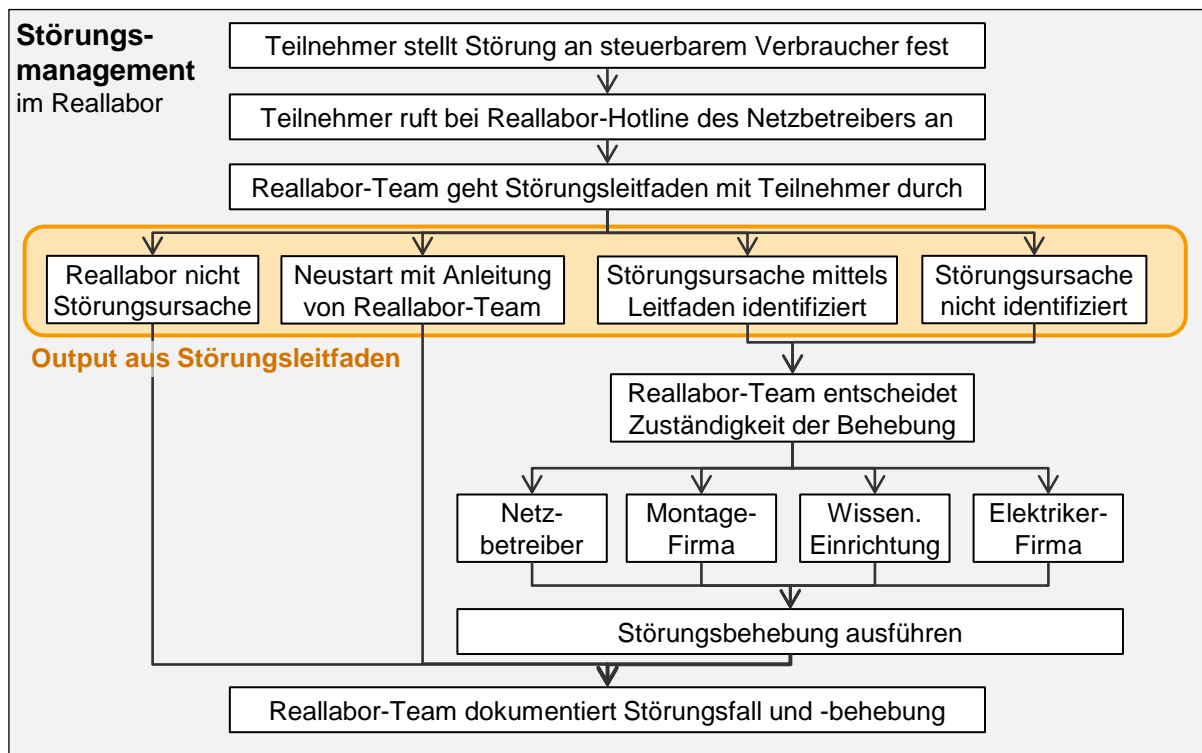 Störungs-
management
im Reallabor
Teilnehmer stellt Störung an steuerbarem Verbraucher fest
Teilnehmer ruft bei Reallabor-Hotline des Netzbetreibers an
Reallabor-Team geht Störungsleitfaden mit Teilnehmer durch
Reallabor nicht
Störungsursache
Neustart mit Anleitung
von Reallabor-Team
Störungsursache mittels
Leitfaden identifiziert
Störungsursache
nicht identifiziert
Output aus Störungsleitfaden
Reallabor-Team entscheidet
Zuständigkeit der Behebung
Netz-
betreiber
Montage-
Firma
Wissen.
Einrichtung
Elektriker-
Firma
Störungsbehebung ausführen
Reallabor-Team dokumentiert Störungsfall und -behebung